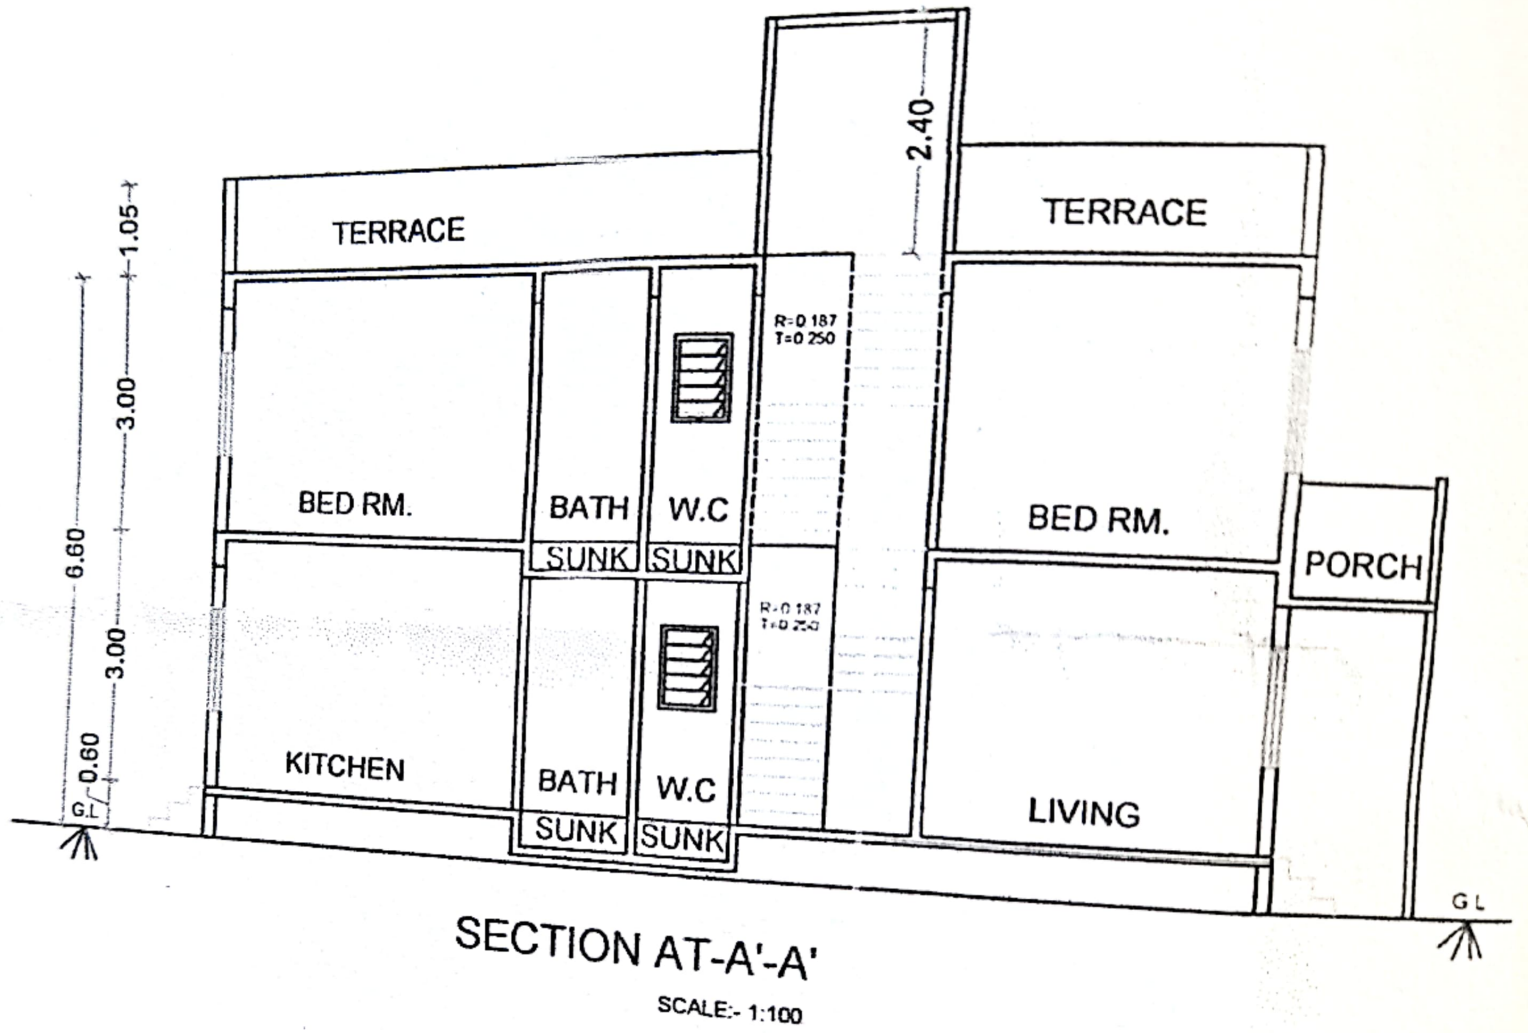 2.40
TERRACE
TERRACE
1.05
R=0.187
T=0.250
3.00
BED RM.
BATH
W.C
BED RM.
6.60
SUNK
SUNK
PORCH
R=0.187
T=0.250
3.00
0.60
KITCHEN
BATH
W.C
LIVING
G.L
SUNK
SUNK
G L
SECTION AT-A'-A'
SCALE:- 1:100